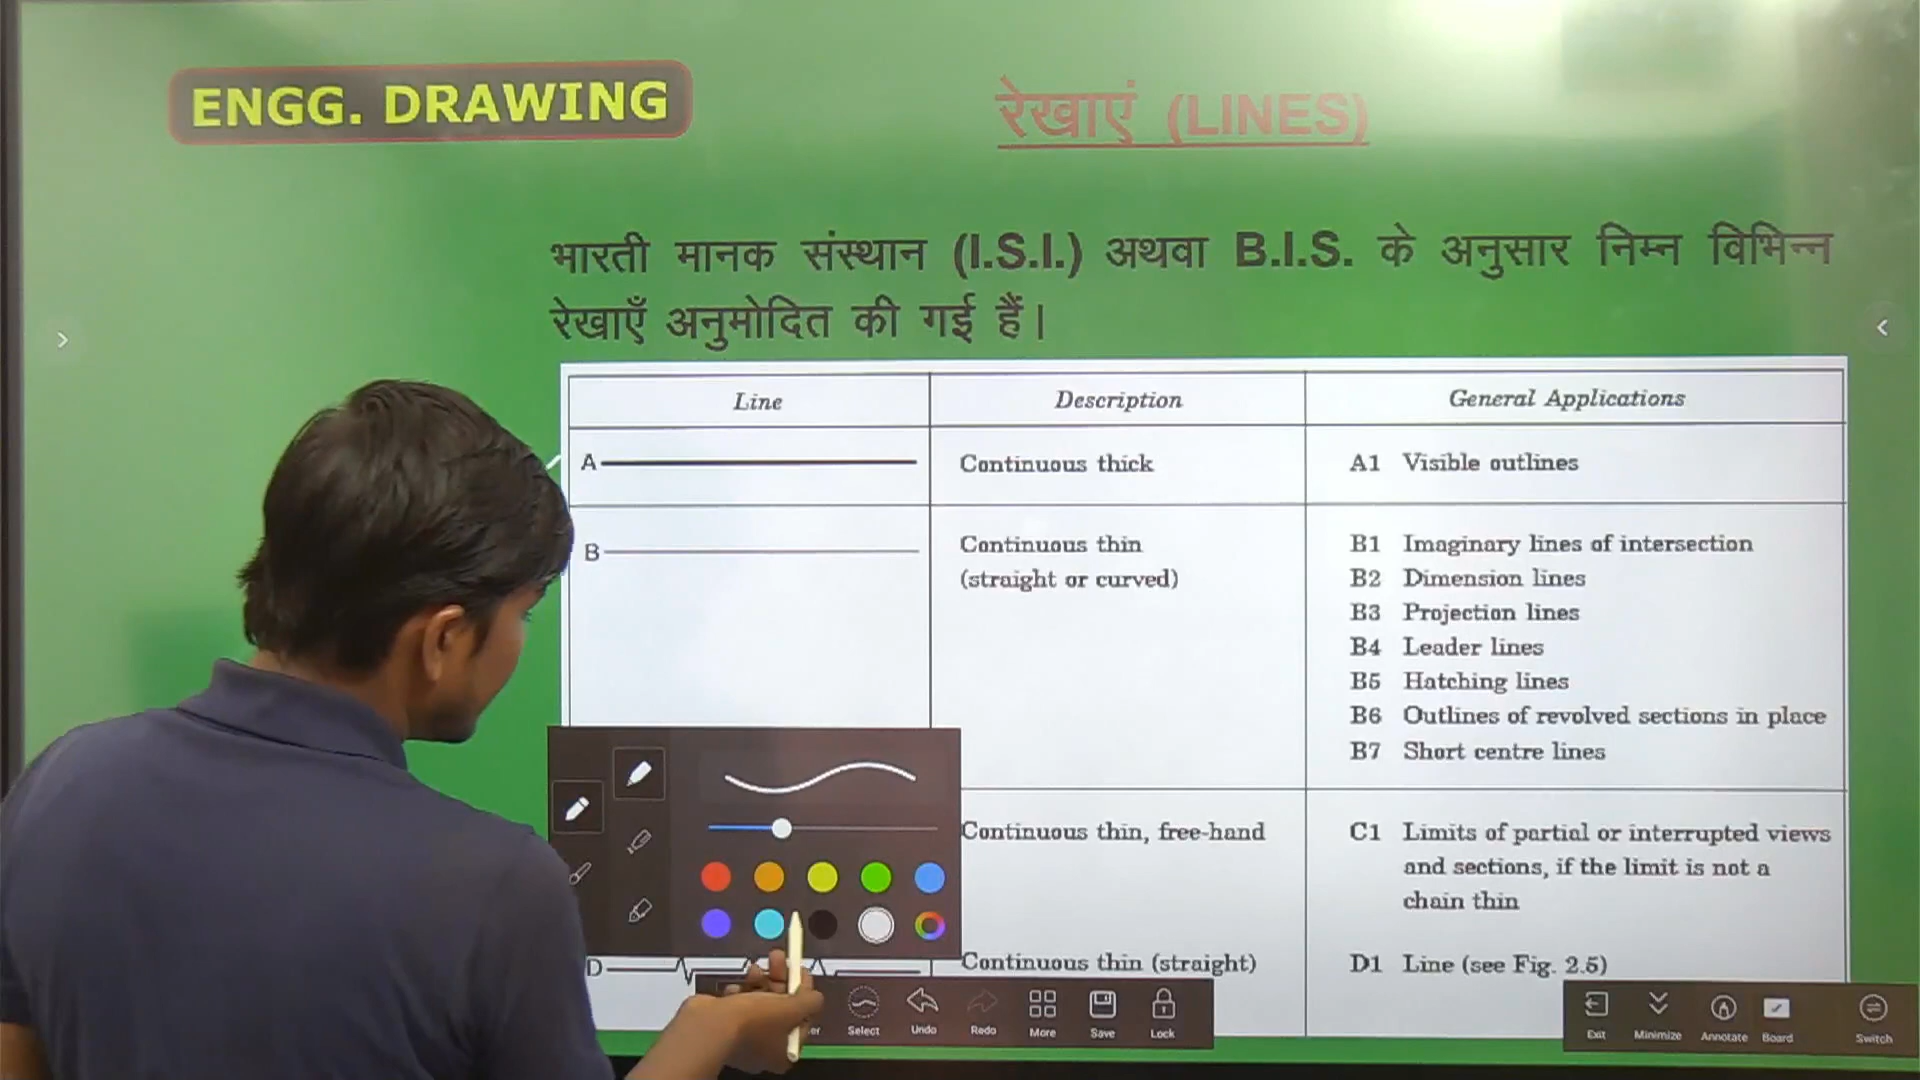 ENGG. DRAWING
रेखाएं (LINES)
भारती मानक संस्थान (I.S.I.) अथवा B.I.S. के अनुसार निम्न विभिन्न
रेखाएँ अनुमोदित की गई हैं।
Line Description General Applications
A Continuous thick A1 Visible outlines
B Continuous thin B1 Imaginary lines of intersection
(straight or curved) B2 Dimension lines
B3 Projection lines
B4 Leader lines
B5 Hatching lines
B6 Outlines of revolved sections in place
B7 Short centre lines
Continuous thin, free-hand C1 Limits of partial or interrupted views
and sections, if the limit is not a
chain thin
D Continuous thin (straight) D1 Line (see Fig. 2.5)
Select Undo Redo More Save Lock
Exit Minimize Annotate Board Switch